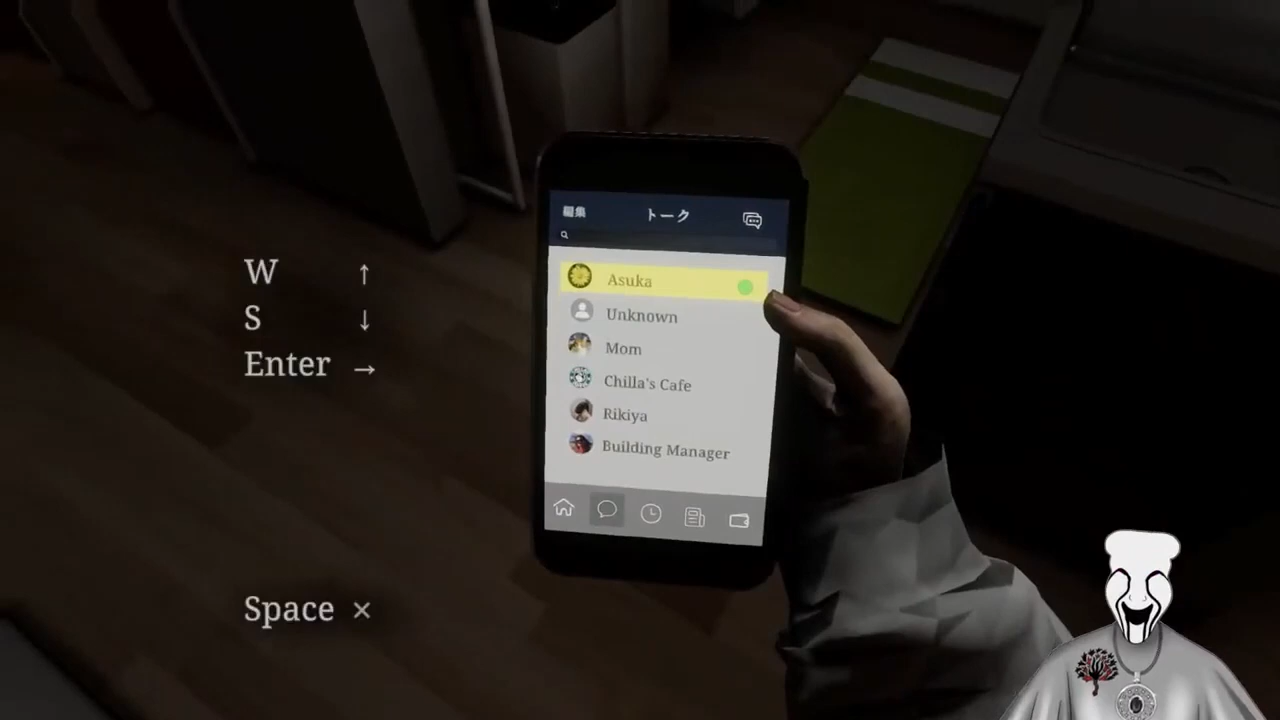 編集 トーク
Asuka
Unknown
Mom
Chilla's Cafe
Rikiya
Building Manager
W ↑
S ↓
Enter →
Space ×